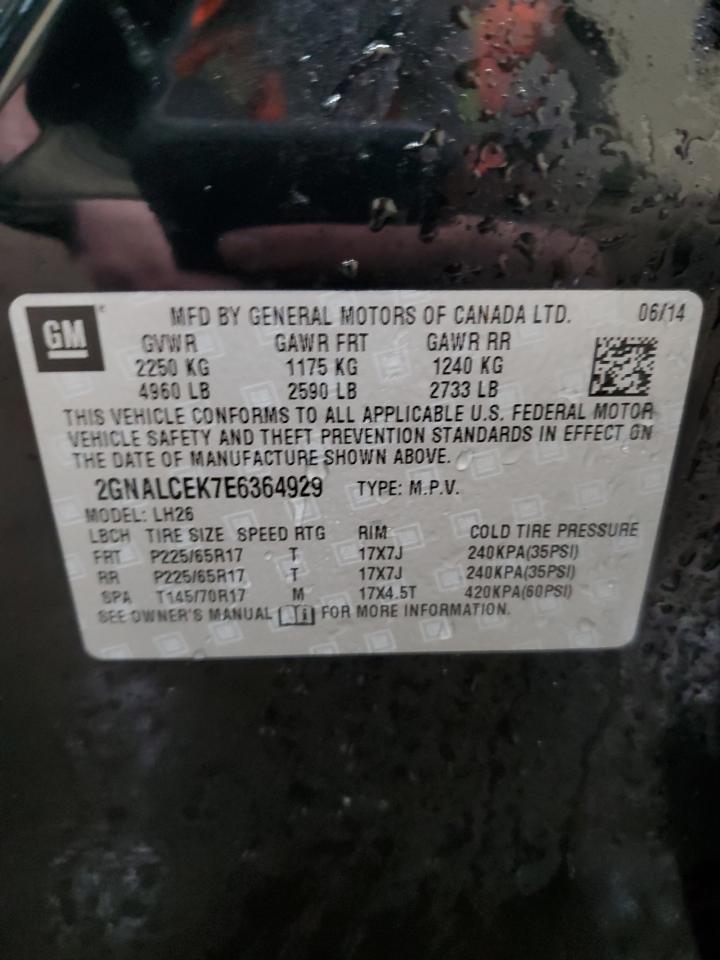 GM MFD BY GENERAL MOTORS OF CANADA LTD. 06/14
GVWR GAWR FRT GAWR RR
2250 KG 1175 KG 1240 KG
4960 LB 2590 LB 2733 LB
THIS VEHICLE CONFORMS TO ALL APPLICABLE U.S. FEDERAL MOTOR
VEHICLE SAFETY AND THEFT PREVENTION STANDARDS IN EFFECT ON
THE DATE OF MANUFACTURE SHOWN ABOVE.
2GNALCEK7E6364929 TYPE: M.P.V.
MODEL: LH26
LBCH TIRE SIZE SPEED RTG RIM COLD TIRE PRESSURE
FRT P225/65R17 T 17X7J 240KPA(35PSI)
RR P225/65R17 T 17X7J 240KPA(35PSI)
SPA T145/70R17 M 17X4.5T 420KPA(60PSI)
SEE OWNER'S MANUAL i FOR MORE INFORMATION.